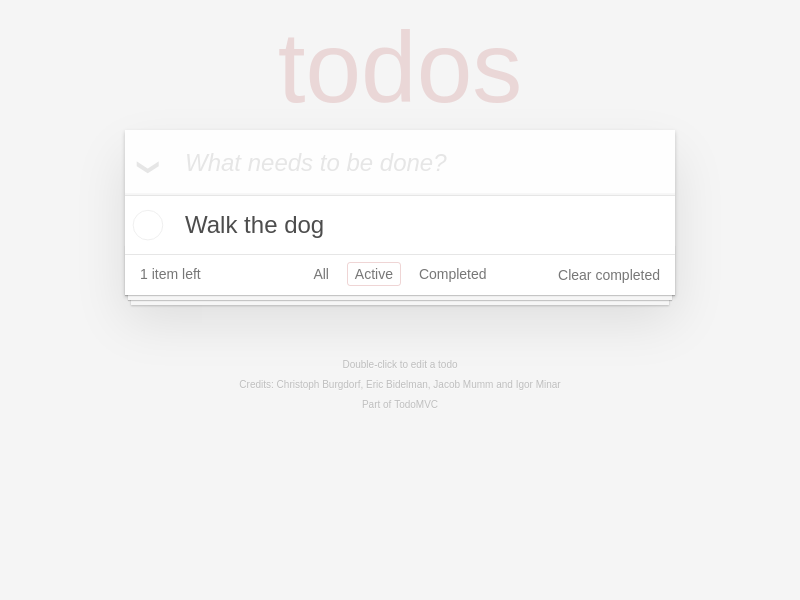 todos
What needs to be done?
Walk the dog
1 item left All Active Completed Clear completed
Double-click to edit a todo
Credits: Christoph Burgdorf, Eric Bidelman, Jacob Mumm and Igor Minar
Part of TodoMVC